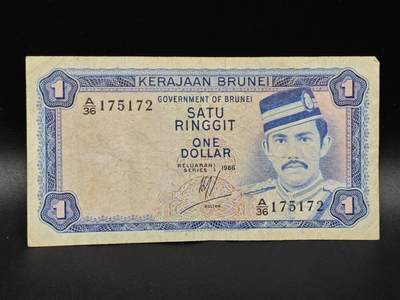 1 KERAJAAN BRUNEI 1
A/36 175172
GOVERNMENT OF BRUNEI
SATU
RINGGIT
ONE
DOLLAR
KELUARAN
SERIES 1986
SULTAN
1
A/36 175172
1